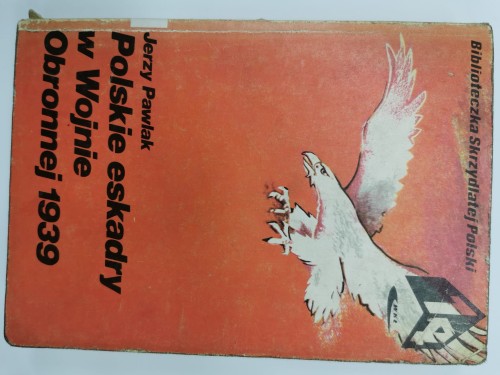 Biblioteczka Skrzydlatej Polski
Jerzy Pawlak
Polskie eskadry
w Wojnie
Obronnej 1939